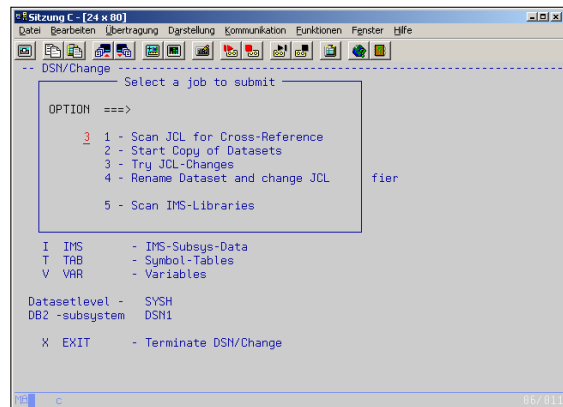 Sitzung C - [24 x 80]
Datei Bearbeiten Übertragung Darstellung Kommunikation Funktionen Fenster Hilfe
-- DSN/Change
Select a job to submit
OPTION ===>
3 1 - Scan JCL for Cross-Reference
2 - Start Copy of Datasets
3 - Try JCL-Changes
4 - Rename Dataset and change JCL fier
5 - Scan IMS-Libraries
I IMS - IMS-Subsys-Data
T TAB - Symbol-Tables
V VAR - Variables
Datasetlevel - SYSH
DB2 -subsystem DSN1
X EXIT - Terminate DSN/Change
c 06/011